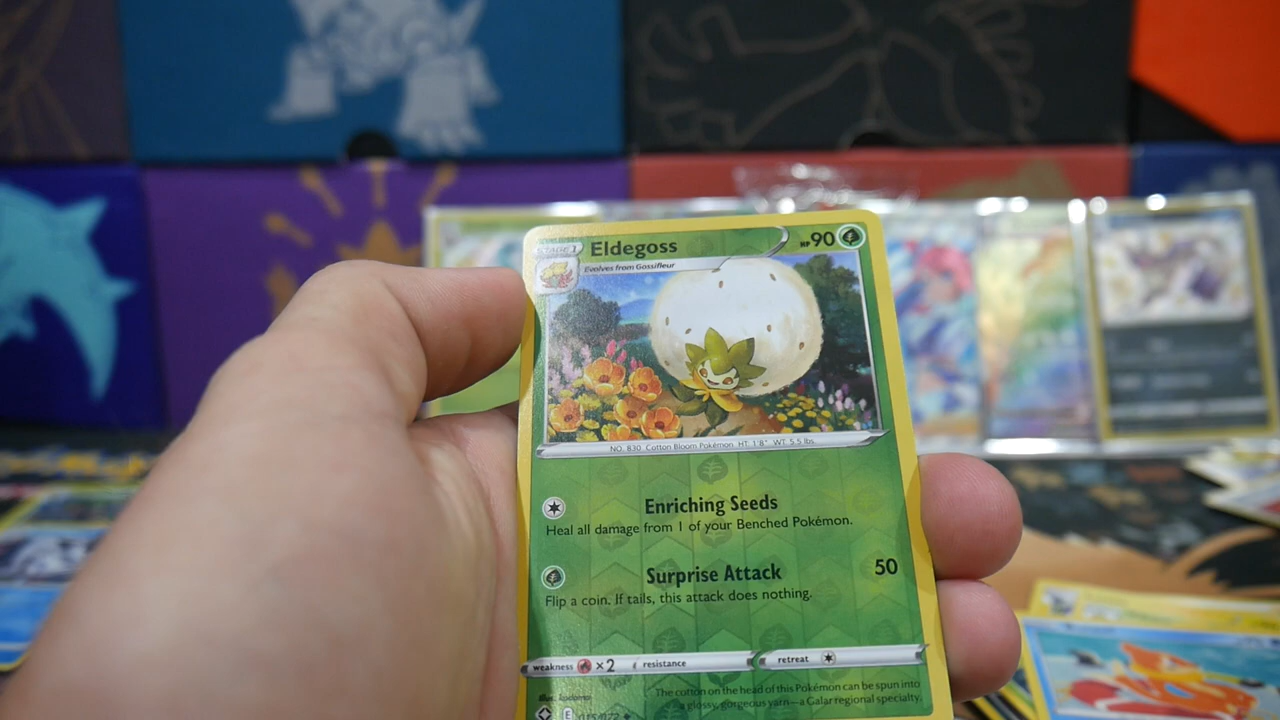 STAGE 1
Eldegoss
HP 90
Evolves from Gossifleur
NO. 830 Cotton Bloom Pokémon HT: 1'8" WT: 5.5 lbs.
Enriching Seeds
Heal all damage from 1 of your Benched Pokémon.
Surprise Attack 50
Flip a coin. If tails, this attack does nothing.
weakness ×2 resistance retreat
The cotton on the head of this Pokémon can be spun into
a glossy, gorgeous yarn—a Galar regional specialty.
E 015/072